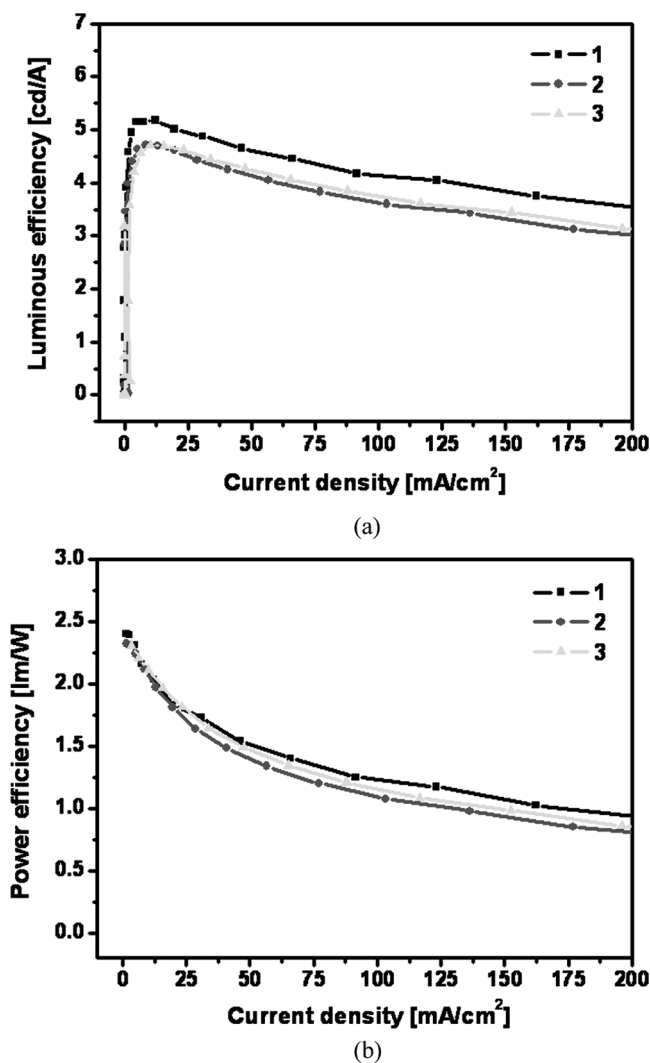 7
6
5
4
3
2
1
0
Luminous efficiency [cd/A]
1
2
3
0 25 50 75 100 125 150 175 200
Current density [mA/cm²]
(a)
3.0
2.5
2.0
1.5
1.0
0.5
0.0
Power efficiency [lm/W]
1
2
3
0 25 50 75 100 125 150 175 200
Current density [mA/cm²]
(b)